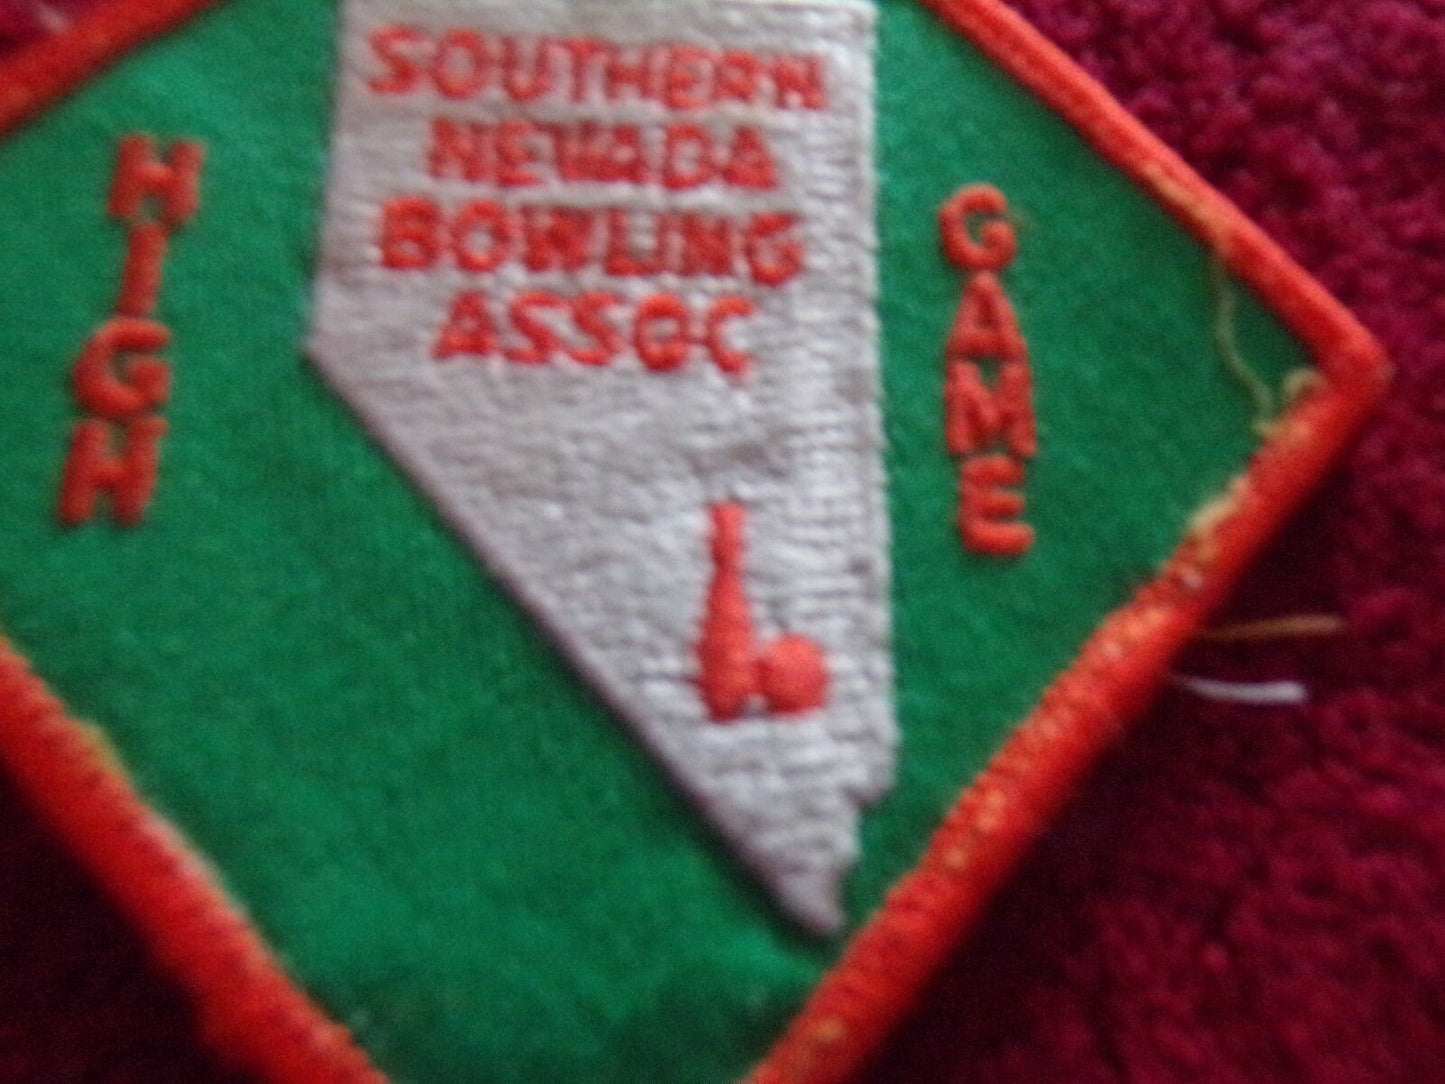 SOUTHERN
NEVADA
BOWLING
ASSOC
HIGH
GAME